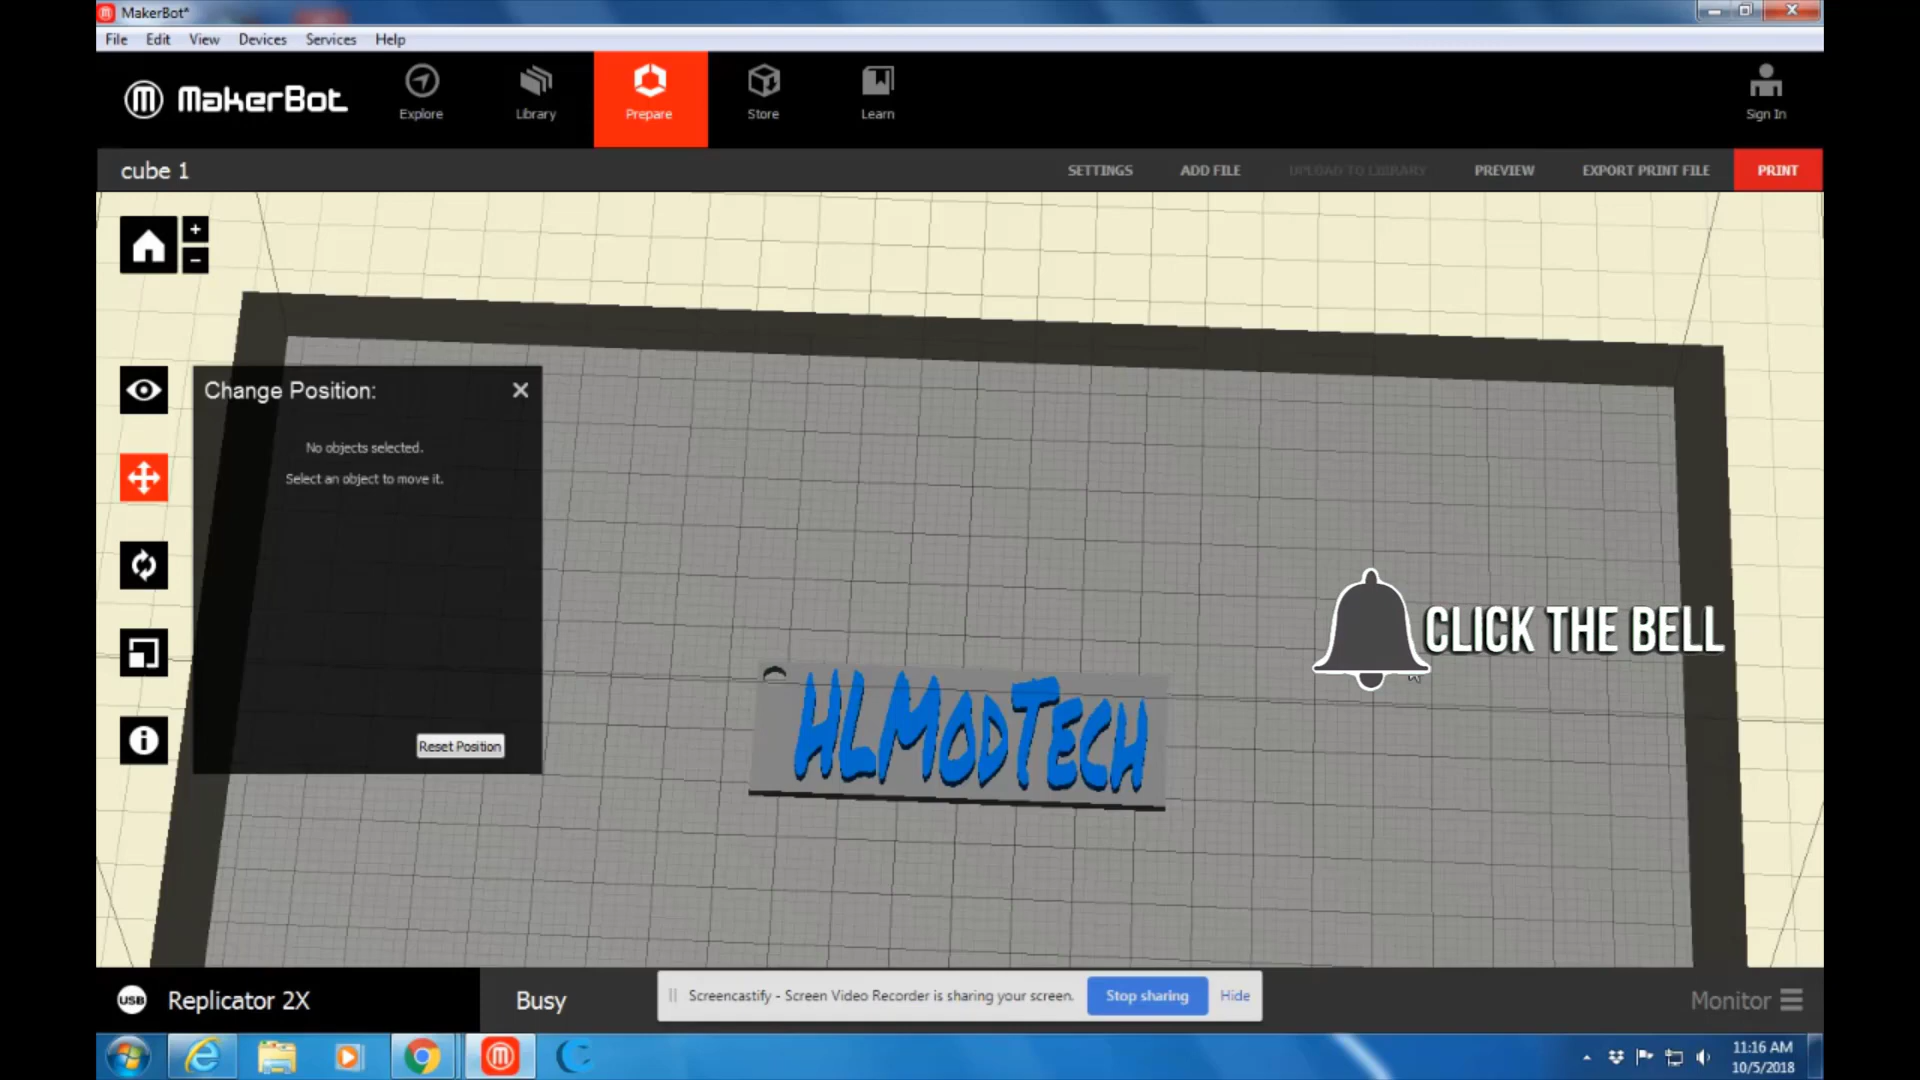 MakerBot*
File Edit View Devices Services Help
MakerBot
Explore Library Prepare Store Learn Sign In
cube 1
SETTINGS ADD FILE UPLOAD TO LIBRARY PREVIEW EXPORT PRINT FILE PRINT
Change Position:
No objects selected.
Select an object to move it.
Reset Position
CLICK THE BELL
HLModTech
USB Replicator 2X Busy
Screencastify - Screen Video Recorder is sharing your screen. Stop sharing Hide
Monitor
11:16 AM
10/5/2018